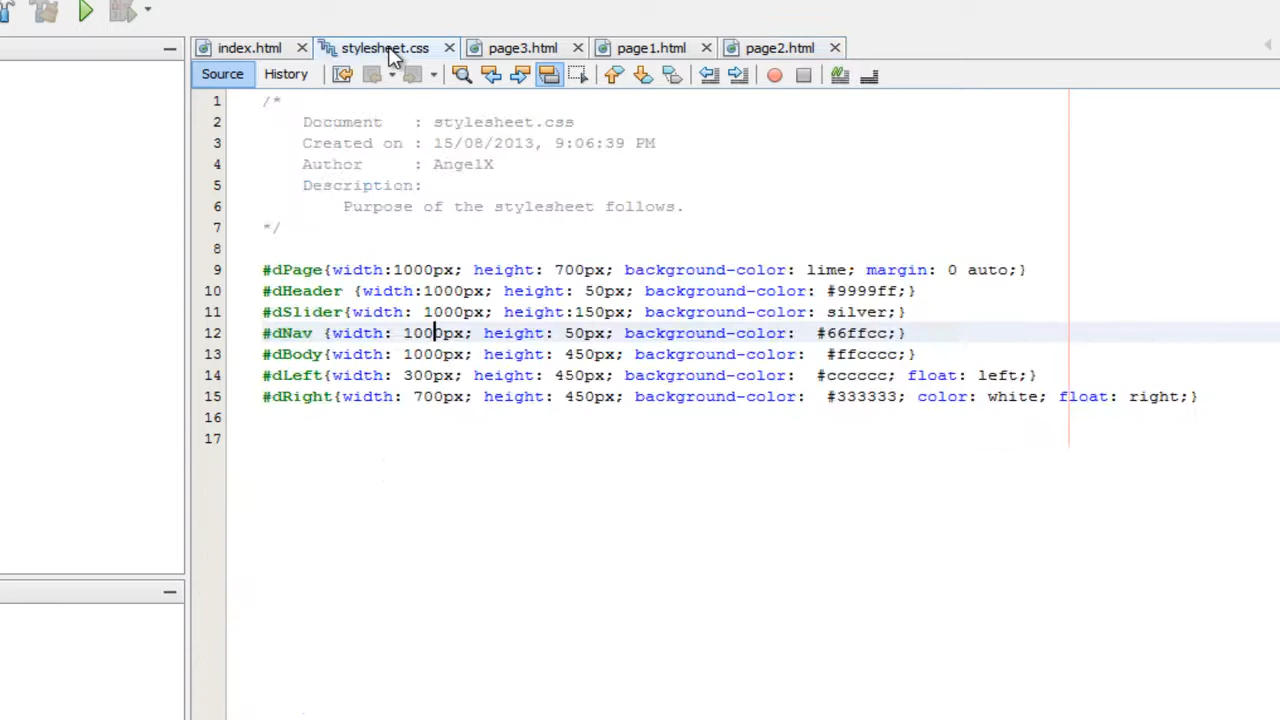 index.html stylesheet.css page3.html page1.html page2.html
Source History
1 /*
2 Document : stylesheet.css
3 Created on : 15/08/2013, 9:06:39 PM
4 Author : AngelX
5 Description:
6 Purpose of the stylesheet follows.
7 */
8
9 #dPage{width:1000px; height: 700px; background-color: lime; margin: 0 auto;}
10 #dHeader {width:1000px; height: 50px; background-color: #9999ff;}
11 #dSlider{width: 1000px; height:150px; background-color: silver;}
12 #dNav {width: 1000px; height: 50px; background-color: #66ffcc;}
13 #dBody{width: 1000px; height: 450px; background-color: #ffcccc;}
14 #dLeft{width: 300px; height: 450px; background-color: #cccccc; float: left;}
15 #dRight{width: 700px; height: 450px; background-color: #333333; color: white; float: right;}
16
17